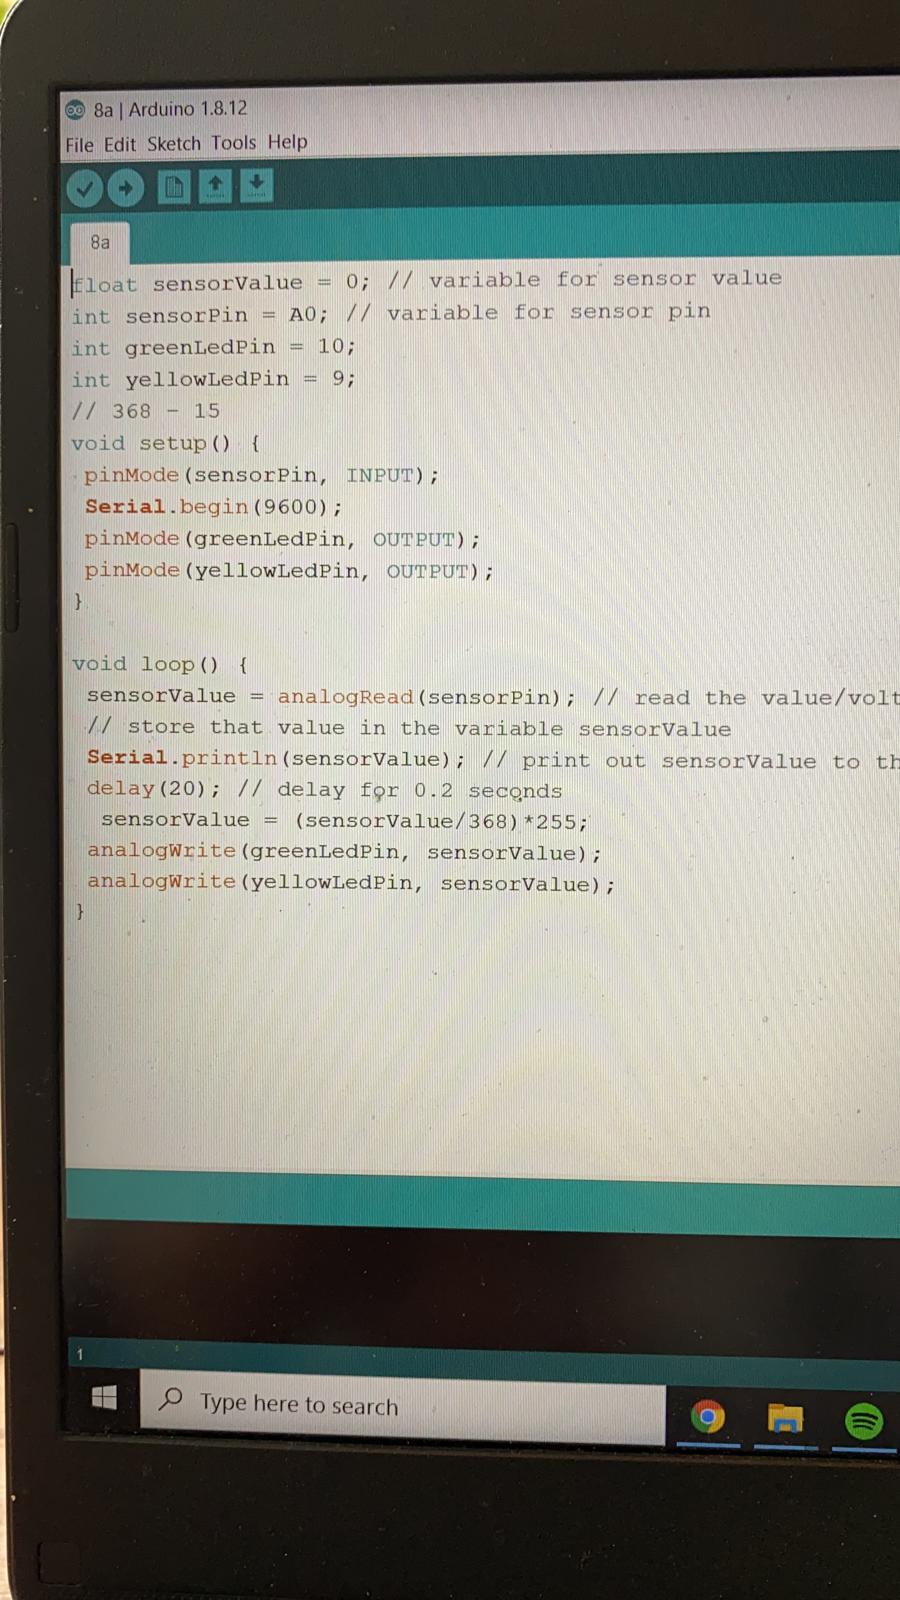 8a | Arduino 1.8.12
File Edit Sketch Tools Help
8a
float sensorValue = 0; // variable for sensor value
int sensorPin = A0; // variable for sensor pin
int greenLedPin = 10;
int yellowLedPin = 9;
// 368 - 15
void setup() {
pinMode(sensorPin, INPUT);
Serial.begin(9600);
pinMode(greenLedPin, OUTPUT);
pinMode(yellowLedPin, OUTPUT);
}
void loop() {
sensorValue = analogRead(sensorPin); // read the value/volt
// store that value in the variable sensorValue
Serial.println(sensorValue); // print out sensorValue to th
delay(20); // delay for 0.2 seconds
sensorValue = (sensorValue/368)*255;
analogWrite(greenLedPin, sensorValue);
analogWrite(yellowLedPin, sensorValue);
}
1
Type here to search